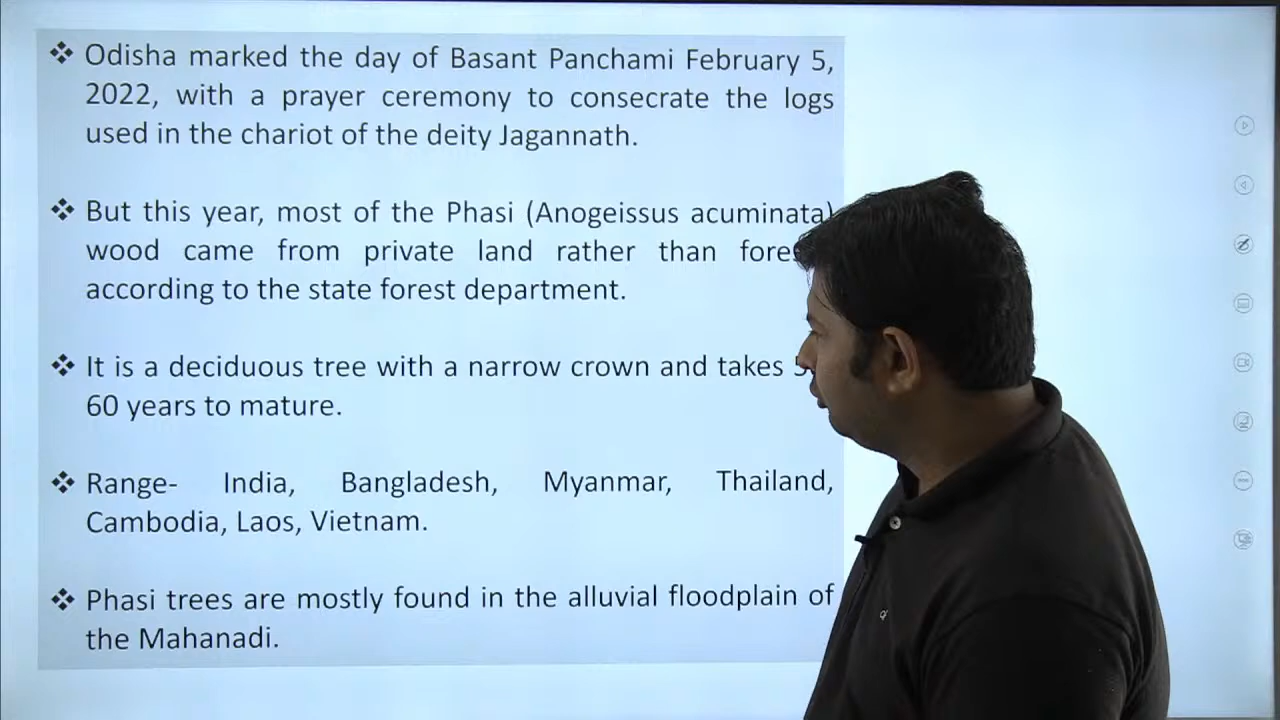 ❖ Odisha marked the day of Basant Panchami February 5,
2022, with a prayer ceremony to consecrate the logs
used in the chariot of the deity Jagannath.
❖ But this year, most of the Phasi (Anogeissus acuminata)
wood came from private land rather than
according to the state forest department.
❖ It is a deciduous tree with a narrow crown and takes
60 years to mature.
❖ Range- India, Bangladesh, Myanmar, Thailand,
Cambodia, Laos, Vietnam.
❖ Phasi trees are mostly found in the alluvial floodplain of
the Mahanadi.